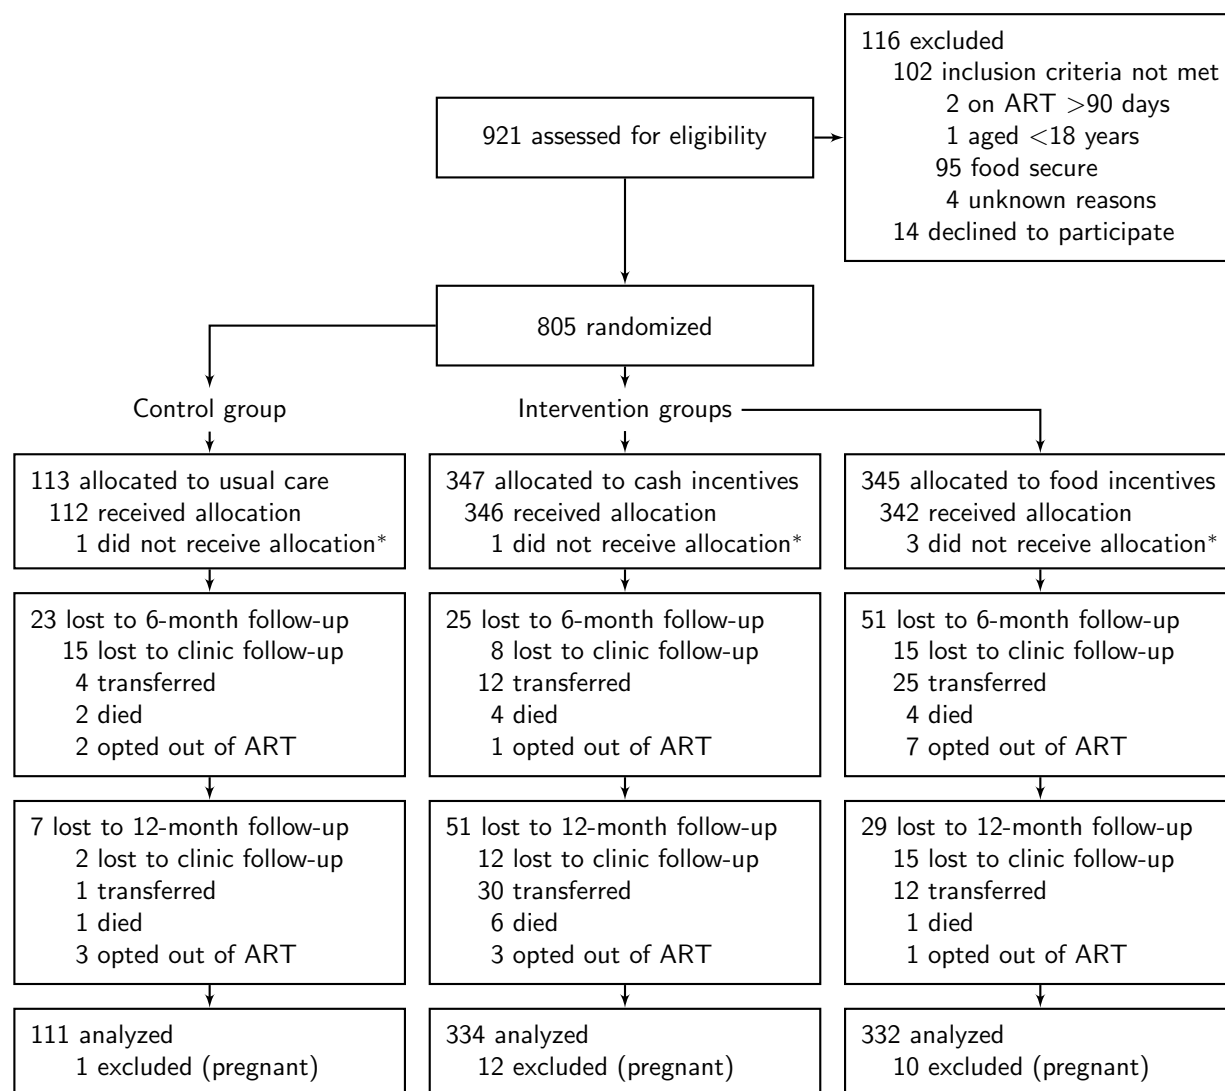 116 excluded
102 inclusion criteria not met
2 on ART >90 days
1 aged <18 years
95 food secure
4 unknown reasons
14 declined to participate
921 assessed for eligibility
805 randomized
Control group
Intervention groups
113 allocated to usual care
112 received allocation
1 did not receive allocation*
347 allocated to cash incentives
346 received allocation
1 did not receive allocation*
345 allocated to food incentives
342 received allocation
3 did not receive allocation*
23 lost to 6-month follow-up
15 lost to clinic follow-up
4 transferred
2 died
2 opted out of ART
25 lost to 6-month follow-up
8 lost to clinic follow-up
12 transferred
4 died
1 opted out of ART
51 lost to 6-month follow-up
15 lost to clinic follow-up
25 transferred
4 died
7 opted out of ART
7 lost to 12-month follow-up
2 lost to clinic follow-up
1 transferred
1 died
3 opted out of ART
51 lost to 12-month follow-up
12 lost to clinic follow-up
30 transferred
6 died
3 opted out of ART
29 lost to 12-month follow-up
15 lost to clinic follow-up
12 transferred
1 died
1 opted out of ART
111 analyzed
1 excluded (pregnant)
334 analyzed
12 excluded (pregnant)
332 analyzed
10 excluded (pregnant)